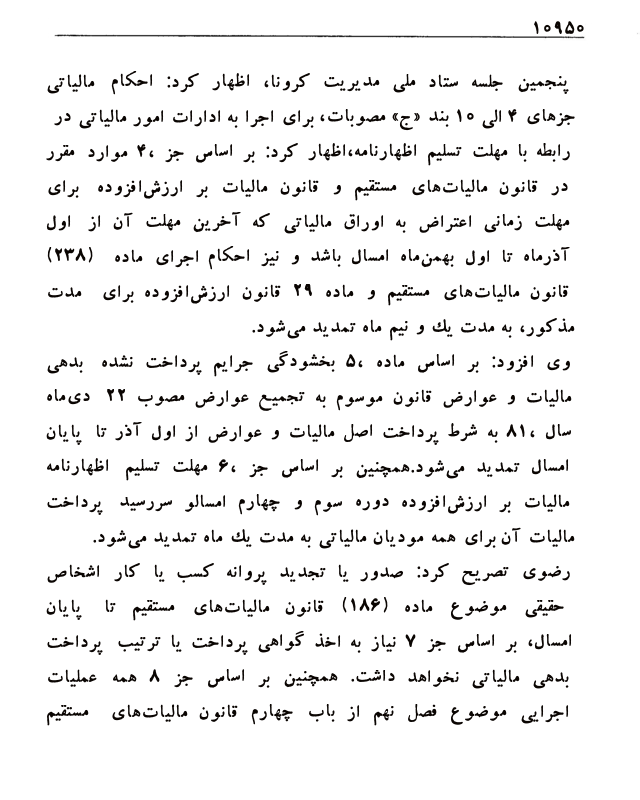 ۱۰۹۵۰
پنجمین جلسه ستاد ملی مدیریت کرونا، اظهار کرد: احکام مالیاتی
جزهای ۴ الی ۱۰ بند «ج» مصوبات، برای اجرا به ادارات امور مالیاتی در
رابطه با مهلت تسلیم اظهارنامه،اظهار کرد: بر اساس جز ،۴ موارد مقرر
در قانون مالیات‌های مستقیم و قانون مالیات بر ارزش‌افزوده برای
مهلت زمانی اعتراض به اوراق مالیاتی که آخرین مهلت آن از اول
آذرماه تا اول بهمن‌ماه امسال باشد و نیز احکام اجرای ماده (۲۳۸)
قانون مالیات‌های مستقیم و ماده ۲۹ قانون ارزش‌افزوده برای مدت
مذکور، به مدت یك و نیم ماه تمدید می‌شود.
وی افزود: بر اساس ماده ،۵ بخشودگی جرایم پرداخت نشده بدهی
مالیات و عوارض قانون موسوم به تجمیع عوارض مصوب ۲۲ دی‌ماه
سال ،۸۱ به شرط پرداخت اصل مالیات و عوارض از اول آذر تا پایان
امسال تمدید می‌شود.همچنین بر اساس جز ،۶ مهلت تسلیم اظهارنامه
مالیات بر ارزش‌افزوده دوره سوم و چهارم امسالو سررسید پرداخت
مالیات آن برای همه مودیان مالیاتی به مدت یك ماه تمدید می‌شود.
رضوی تصریح کرد: صدور یا تجدید پروانه کسب یا کار اشخاص
حقیقی موضوع ماده (۱۸۶) قانون مالیات‌های مستقیم تا پایان
امسال، بر اساس جز ۷ نیاز به اخذ گواهی پرداخت یا ترتیب پرداخت
بدهی مالیاتی نخواهد داشت. همچنین بر اساس جز ۸ همه عملیات
اجرایی موضوع فصل نهم از باب چهارم قانون مالیات‌های مستقیم